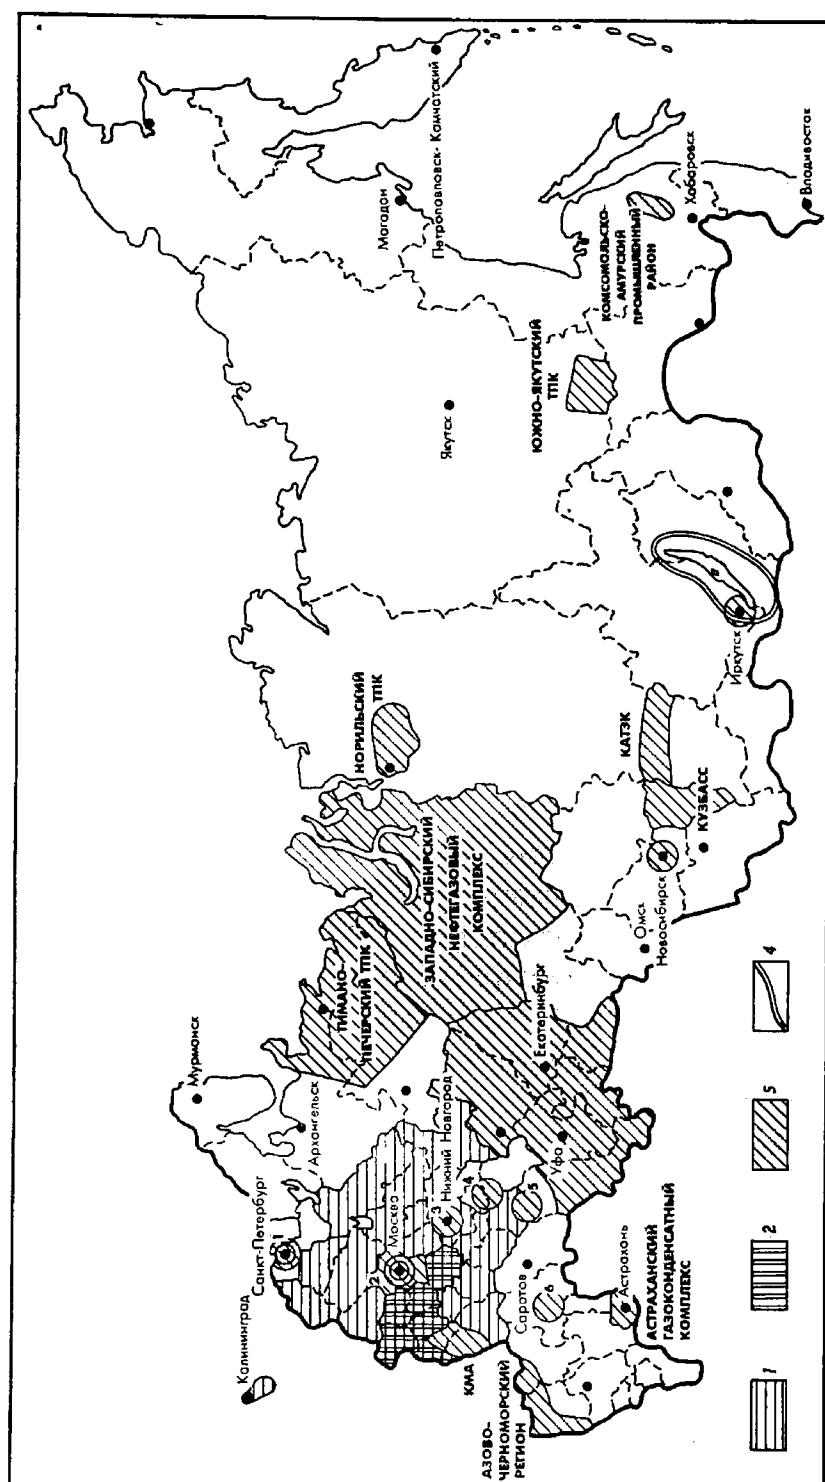 Петропавловск-Камчатский
Магадан
Хабаровск
Владивосток
КОМСОМОЛЬСКО-
АМУРСКИЙ
ПРОМЫШЛЕННЫЙ
РАЙОН
ЮЖНО-ЯКУТСКИЙ
ТПК
Якутск
Иркутск
НОРИЛЬСКИЙ
ТПК
КАТЭК
КУЗБАСС
Новосибирск
Омск
ЗАПАДНО-СИБИРСКИЙ
НЕФТЕГАЗОВЫЙ
КОМПЛЕКС
ТИМАНО-
ПЕЧЕРСКИЙ ТПК
Екатеринбург
Уфа
Мурманск
Архангельск
Нижний Новгород
3
4
5
Санкт-Петербург
1
Москва
2
Калининград
Саратов
6
Астрахань
АСТРАХАНСКИЙ
ГАЗОКОНДЕНСАТНЫЙ
КОМПЛЕКС
КМА
АЗОВО-
ЧЕРНОМОРСКИЙ
РЕГИОН
1
2
3
4